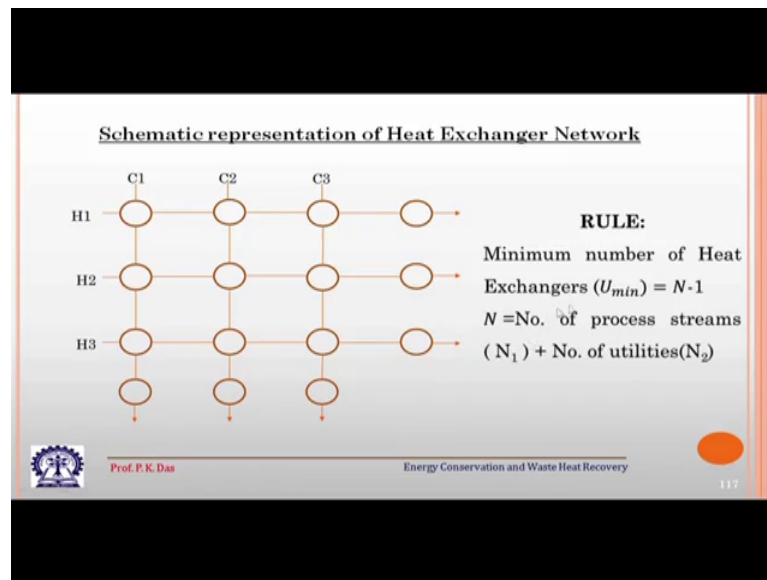 Schematic representation of Heat Exchanger Network
C1 C2 C3
H1
H2
H3
RULE:
Minimum number of Heat
Exchangers (Umin) = N-1
N =No. of process streams
( N1 ) + No. of utilities(N2)
Prof. P. K. Das
Energy Conservation and Waste Heat Recovery
117